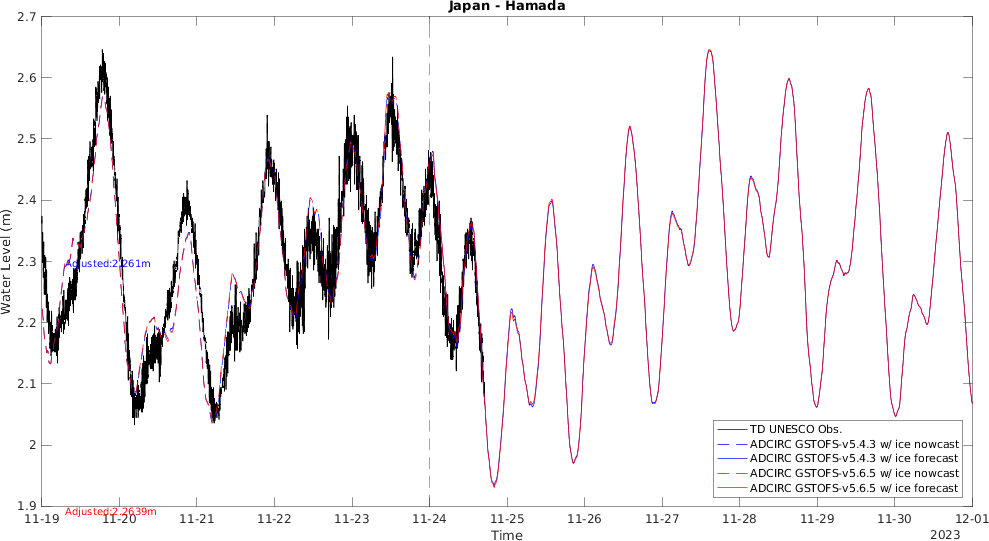 Japan - Hamada
Water Level (m)
2.7
2.6
2.5
2.4
2.3
2.2
2.1
2
1.9
Adjusted:2.261m
Adjusted:2.2639m
TD UNESCO Obs.
ADCIRC GSTOFS-v5.4.3 w/ ice nowcast
ADCIRC GSTOFS-v5.4.3 w/ ice forecast
ADCIRC GSTOFS-v5.6.5 w/ ice nowcast
ADCIRC GSTOFS-v5.6.5 w/ ice forecast
11-19 11-20 11-21 11-22 11-23 11-24 11-25 11-26 11-27 11-28 11-29 11-30 12-01
Time
2023